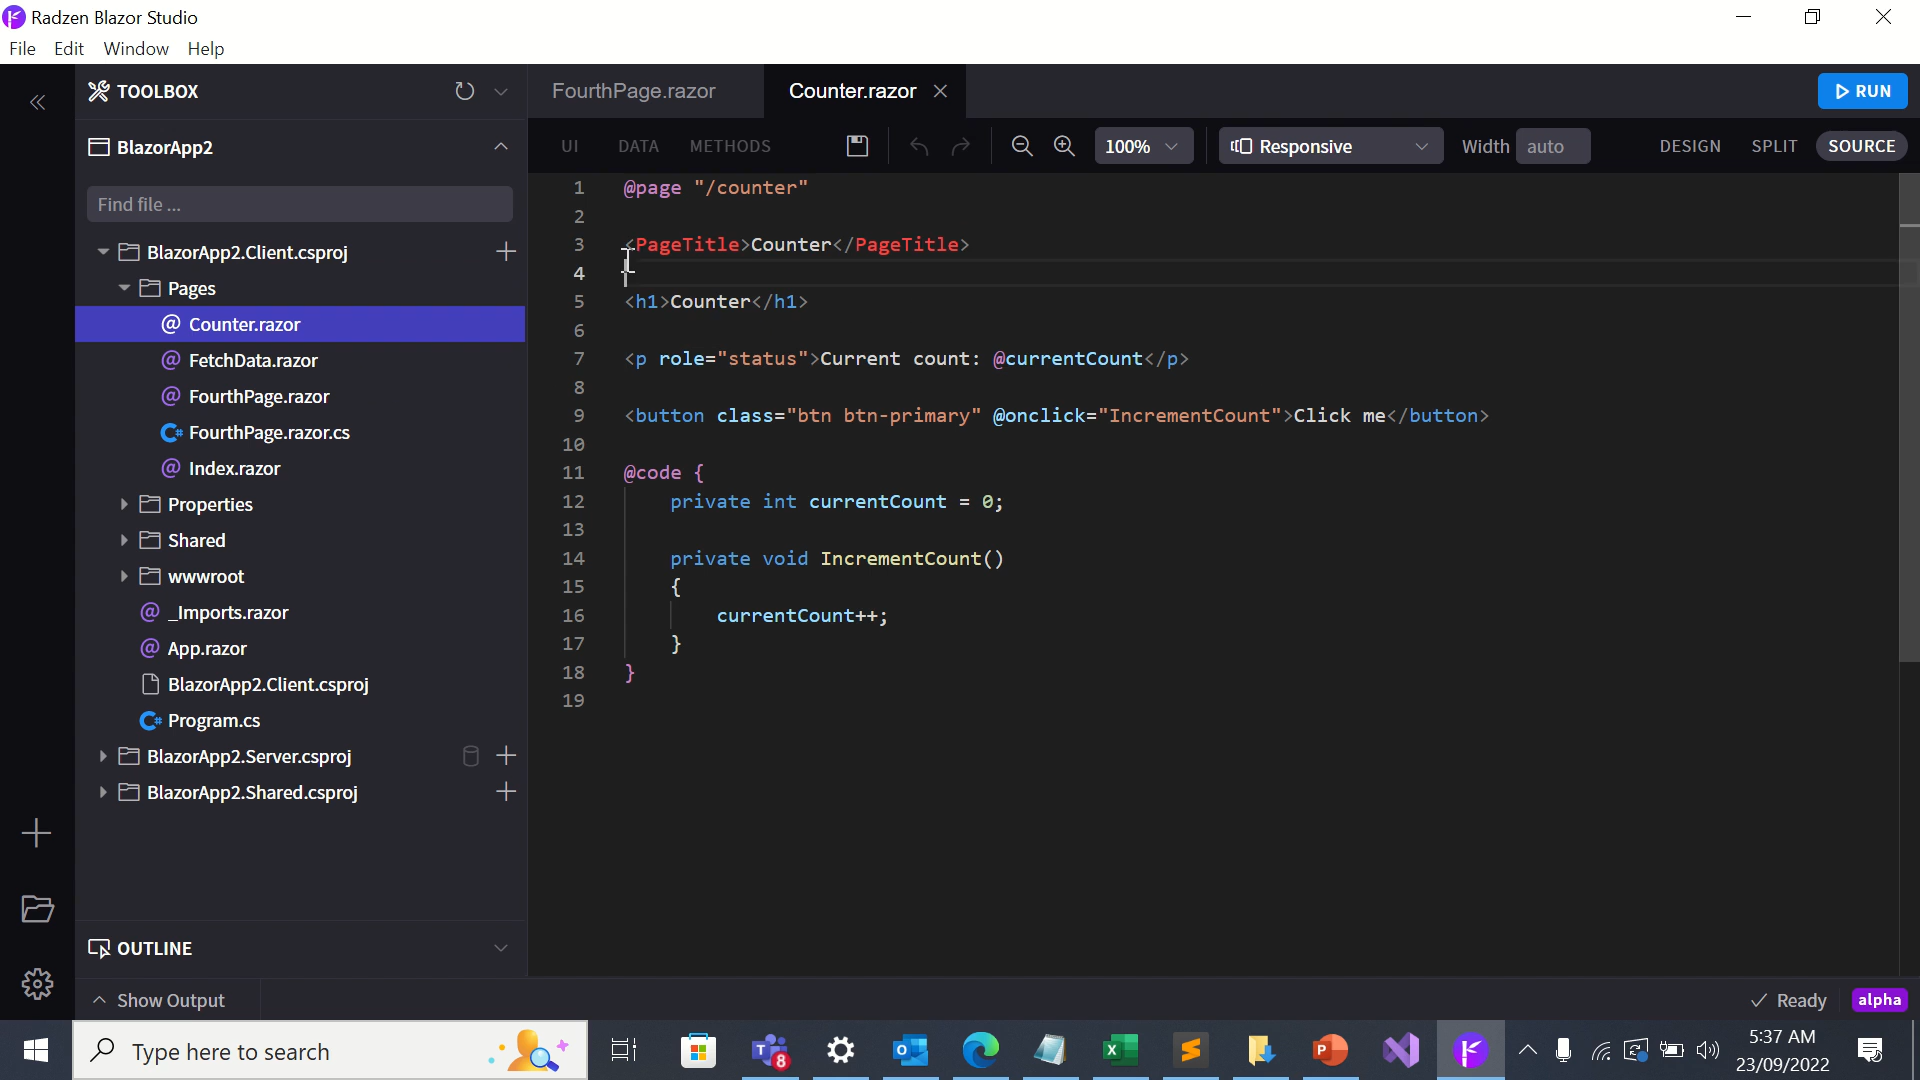 Radzen Blazor Studio
File Edit Window Help
TOOLBOX
BlazorApp2
Find file ...
BlazorApp2.Client.csproj
Pages
Counter.razor
FetchData.razor
FourthPage.razor
FourthPage.razor.cs
Index.razor
Properties
Shared
wwwroot
_Imports.razor
App.razor
BlazorApp2.Client.csproj
Program.cs
BlazorApp2.Server.csproj
BlazorApp2.Shared.csproj
OUTLINE
Show Output
FourthPage.razor Counter.razor RUN
UI DATA METHODS 100% Responsive Width auto DESIGN SPLIT SOURCE
1 @page "/counter"
2
3 <PageTitle>Counter</PageTitle>
4
5 <h1>Counter</h1>
6
7 <p role="status">Current count: @currentCount</p>
8
9 <button class="btn btn-primary" @onclick="IncrementCount">Click me</button>
10
11 @code {
12 private int currentCount = 0;
13
14 private void IncrementCount()
15 {
16 currentCount++;
17 }
18 }
19
Ready alpha
Type here to search
8
5:37 AM
23/09/2022